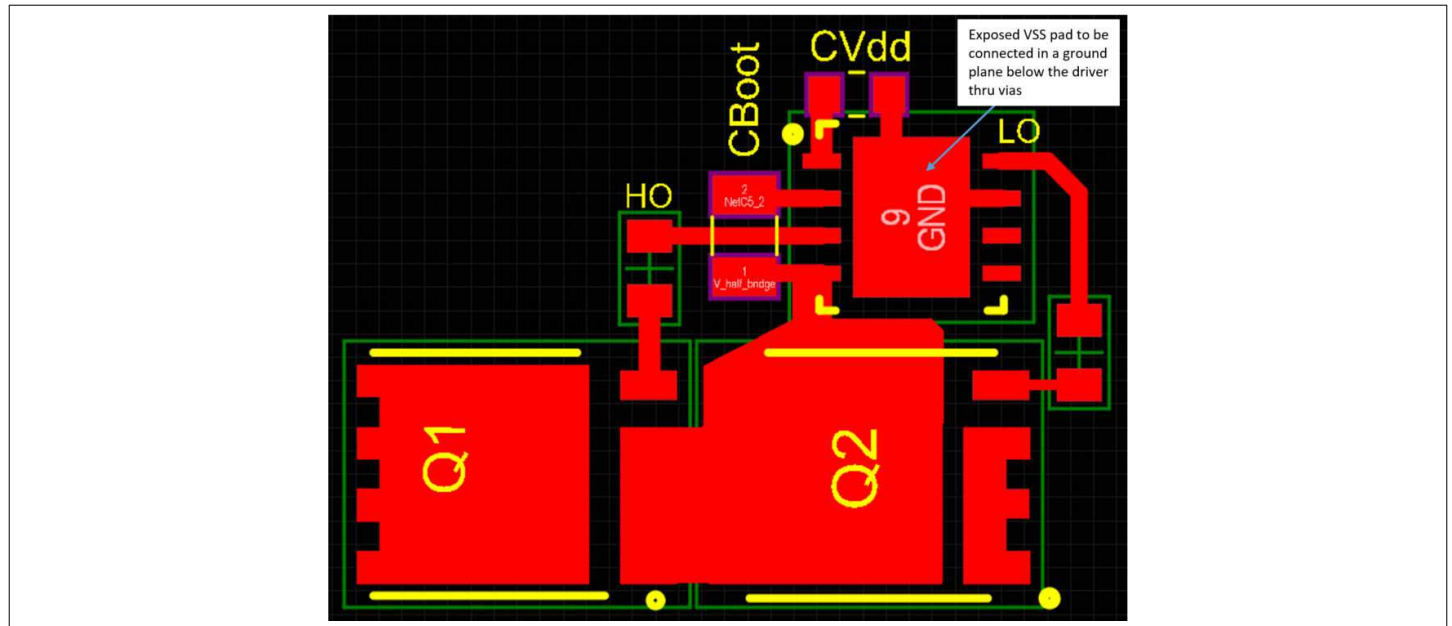 CVdd
Exposed VSS pad to be
connected in a ground
plane below the driver
thru vias
CBoot
LO
HO
2
NetC5_2
9
GND
1
V_half_bridge
Q1
Q2